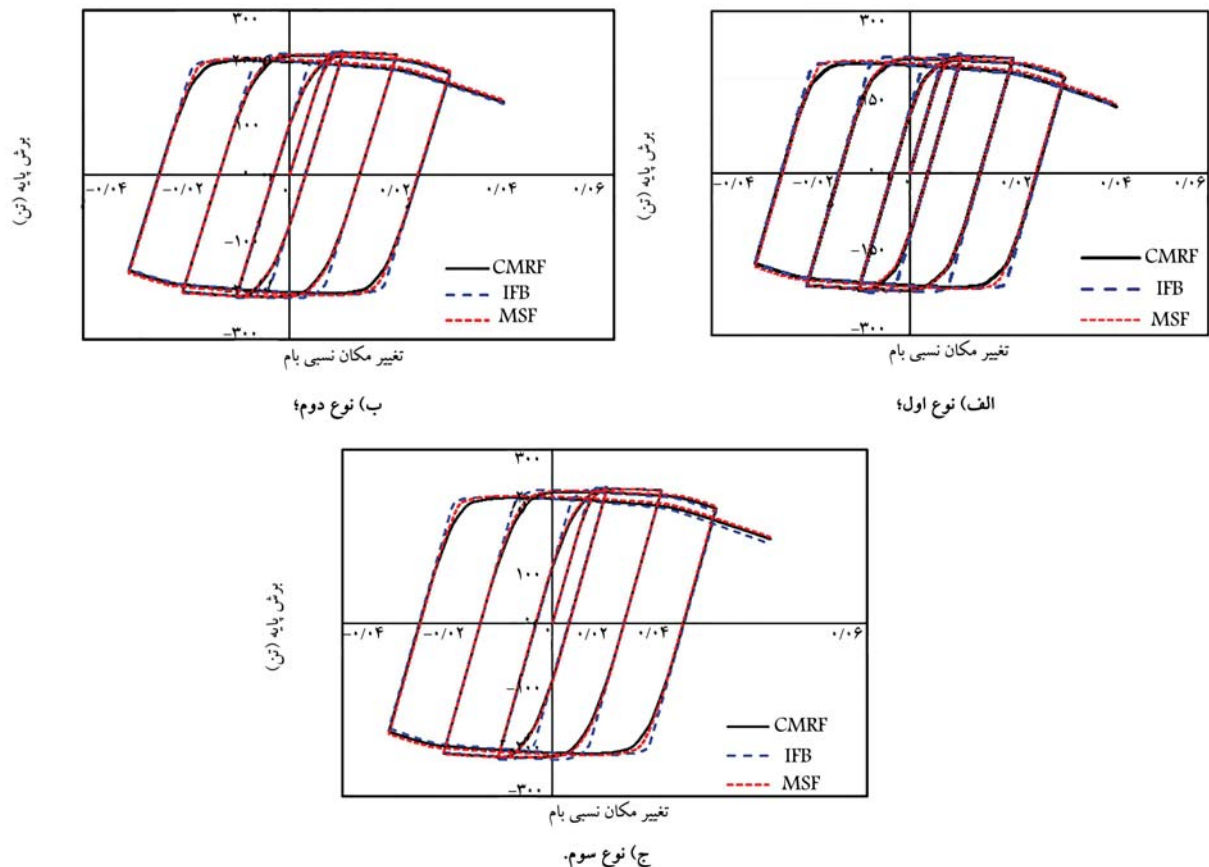 ۳۰۰
۱۵۰
۰
-۰/۰۴
-۰/۰۲
۰
۰/۰۲
۰/۰۴
۰/۰۶
-۱۵۰
-۳۰۰
برش پایه (تن)
CMRF
IFB
MSF
تغییر مکان نسبی بام
الف) نوع اول؛
۳۰۰
۱۰۰
۰
-۰/۰۴
-۰/۰۲
۰
۰/۰۲
۰/۰۴
۰/۰۶
-۱۰۰
-۳۰۰
برش پایه (تن)
CMRF
IFB
MSF
تغییر مکان نسبی بام
ب) نوع دوم؛
۳۰۰
۱۰۰
۰
-۰/۰۴
-۰/۰۲
۰/۰۲
۰/۰۴
۰/۰۶
-۱۰۰
-۳۰۰
برش پایه (تن)
CMRF
IFB
MSF
تغییر مکان نسبی بام
ج) نوع سوم.